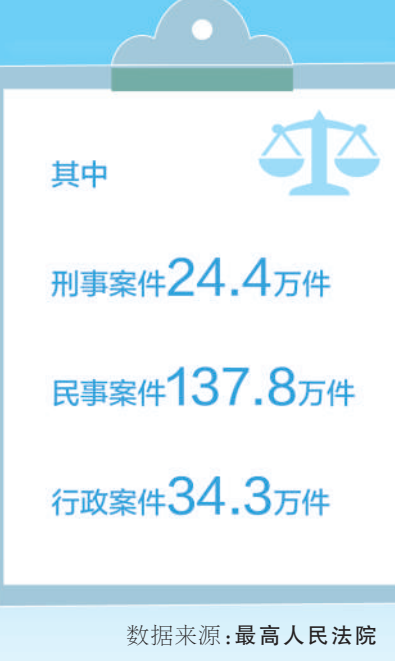 其中
刑事案件24.4万件
民事案件137.8万件
行政案件34.3万件
数据来源:最高人民法院